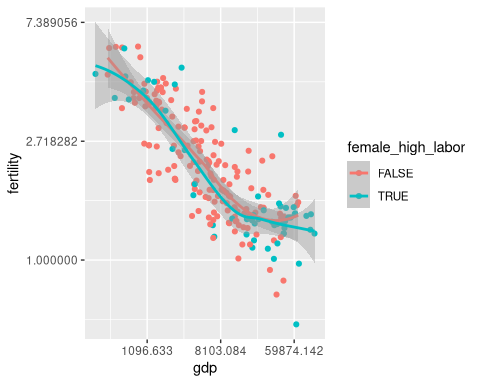 7.389056
2.718282
1.000000
fertility
1096.633 8103.084 59874.142
gdp
female_high_labor
FALSE
TRUE